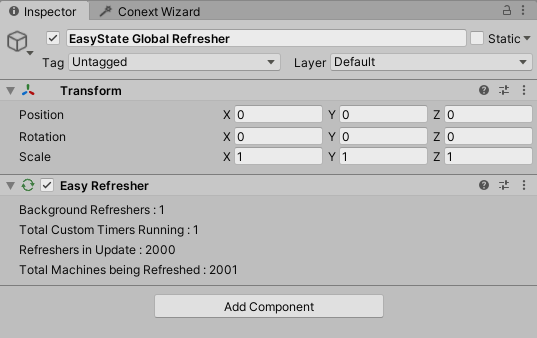 Inspector Conext Wizard
EasyState Global Refresher Static
Tag Untagged Layer Default
Transform
Position X 0 Y 0 Z 0
Rotation X 0 Y 0 Z 0
Scale X 1 Y 1 Z 1
Easy Refresher
Background Refreshers : 1
Total Custom Timers Running : 1
Refreshers in Update : 2000
Total Machines being Refreshed : 2001
Add Component